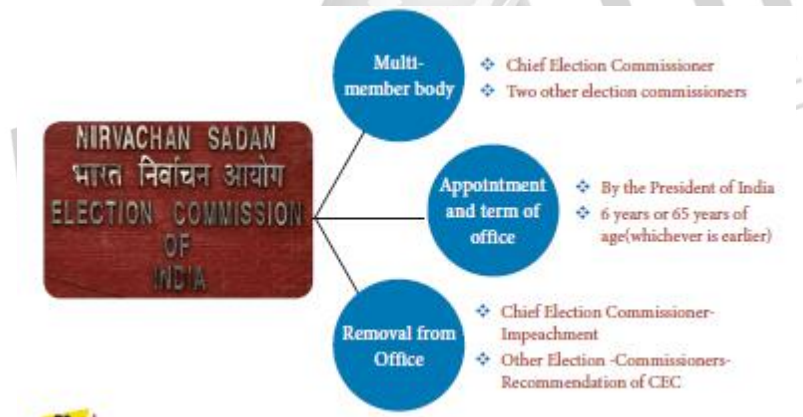 NIRVACHAN SADAN
भारत निर्वाचन आयोग
ELECTION COMMISSION
OF
INDIA
Multi-
member body
Chief Election Commissioner
Two other election commissioners
Appointment
and term of
office
By the President of India
6 years or 65 years of
age(whichever is earlier)
Removal from
Office
Chief Election Commissioner-
Impeachment
Other Election -Commissioners-
Recommendation of CEC